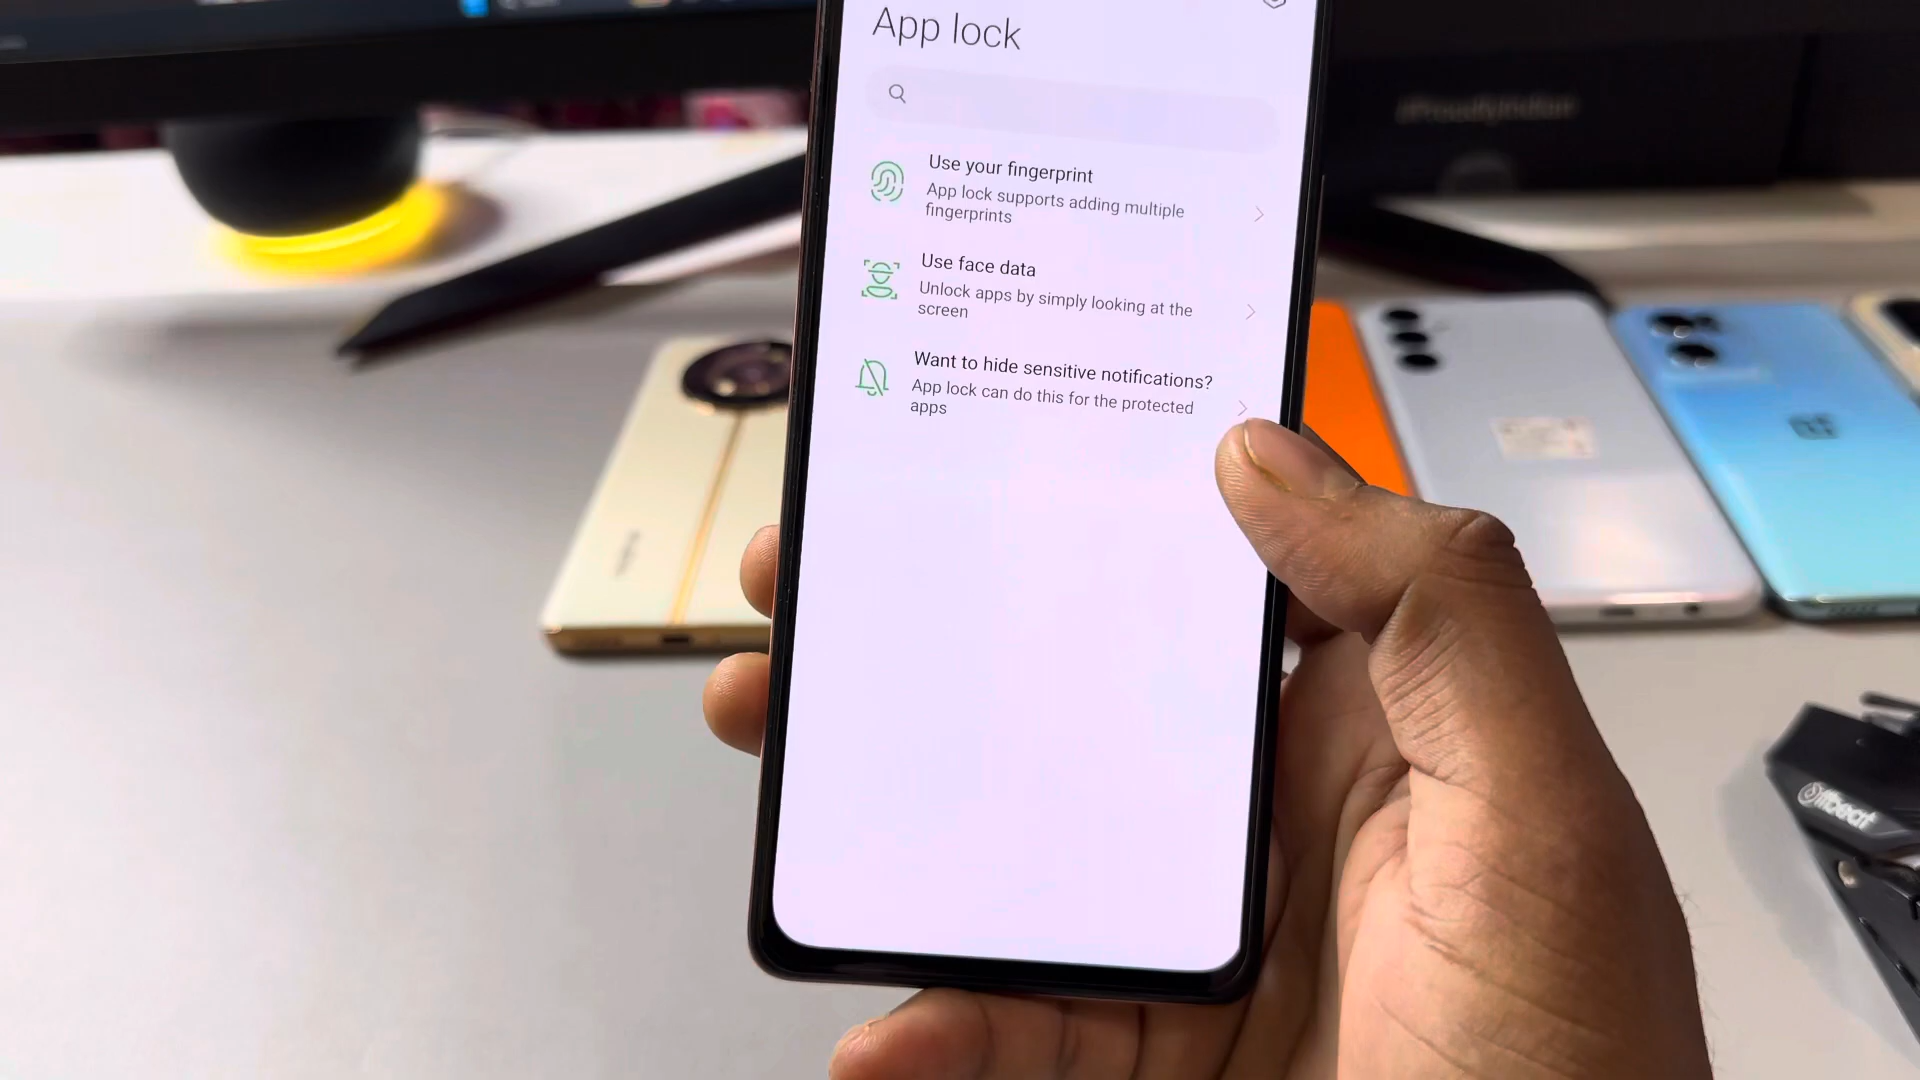 App lock
Use your fingerprint
App lock supports adding multiple
fingerprints
Use face data
Unlock apps by simply looking at the
screen
Want to hide sensitive notifications?
App lock can do this for the protected
apps